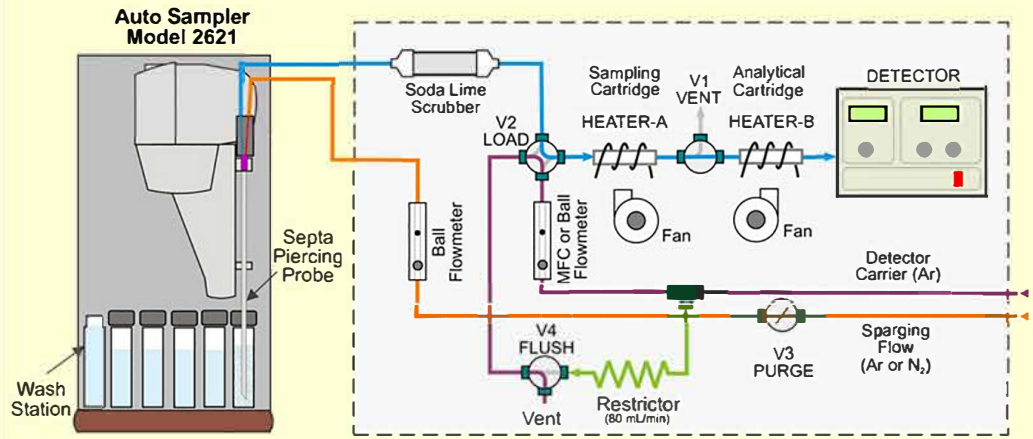 Auto Sampler
Model 2621
Soda Lime
Scrubber
Sampling
Cartridge
HEATER-A
V1
VENT
Analytical
Cartridge
HEATER-B
DETECTOR
V2
LOAD
Fan
Fan
Septa
Piercing
Probe
Ball
Flowmeter
MFC or Ball
Flowmeter
Detector
Carrier (Ar)
V4
FLUSH
V3
PURGE
Sparging
Flow
(Ar or N₂)
Wash
Station
Vent
Restrictor
(80 mL/min)